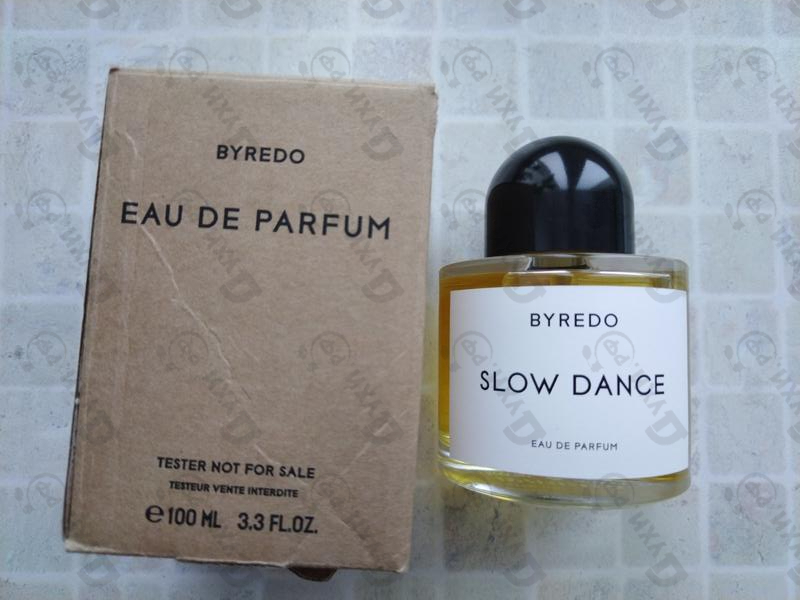 BYREDO
EAU DE PARFUM
TESTER NOT FOR SALE
TESTEUR VENTE INTERDITE
℮100 ML 3.3 FL.OZ.
BYREDO
SLOW DANCE
EAU DE PARFUM